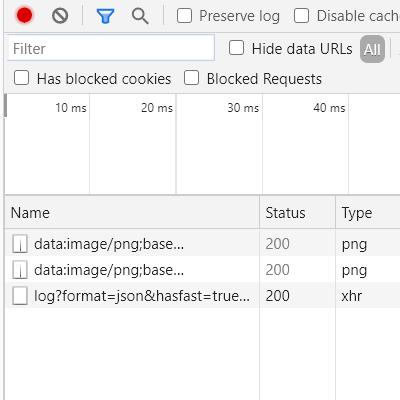 Preserve log Disable cach
Filter Hide data URLs All
Has blocked cookies Blocked Requests
10 ms 20 ms 30 ms 40 ms
Name Status Type
data:image/png;base... 200 png
data:image/png;base... 200 png
log?format=json&hasfast=true... 200 xhr